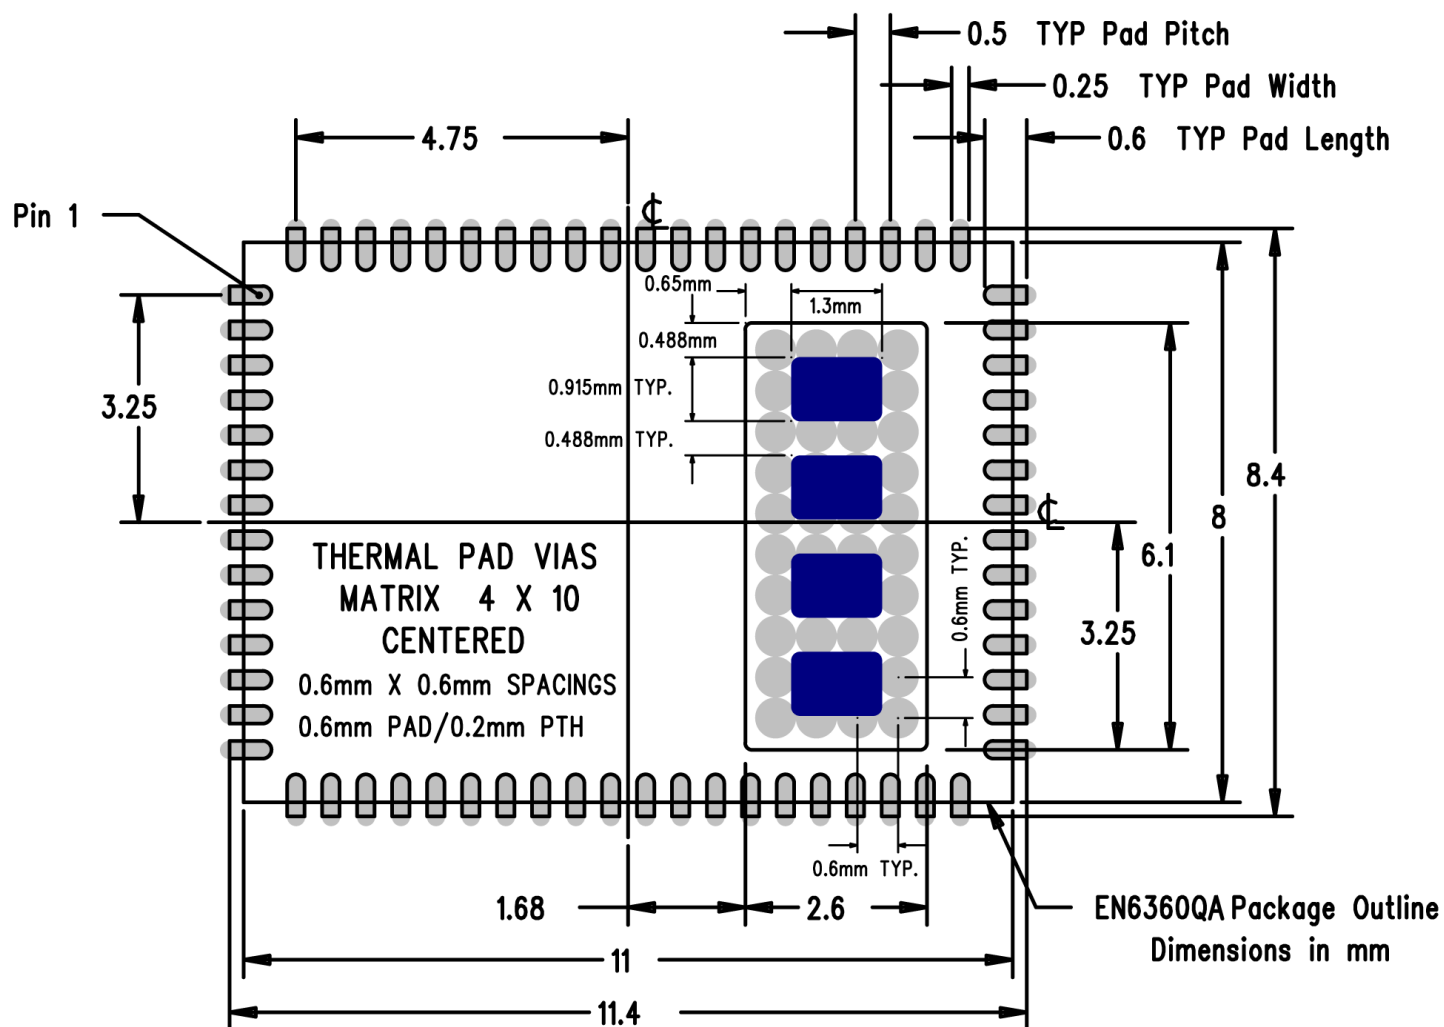 0.5 TYP Pad Pitch
0.25 TYP Pad Width
4.75
0.6 TYP Pad Length
Pin 1
℄
0.65mm
1.3mm
0.488mm
0.915mm TYP.
3.25
0.488mm TYP.
8.4
8
℄
6.1
THERMAL PAD VIAS
MATRIX 4 X 10
CENTERED
0.6mm X 0.6mm SPACINGS
0.6mm PAD/0.2mm PTH
0.6mm TYP.
3.25
0.6mm TYP.
1.68
2.6
EN6360QA Package Outline
Dimensions in mm
11
11.4